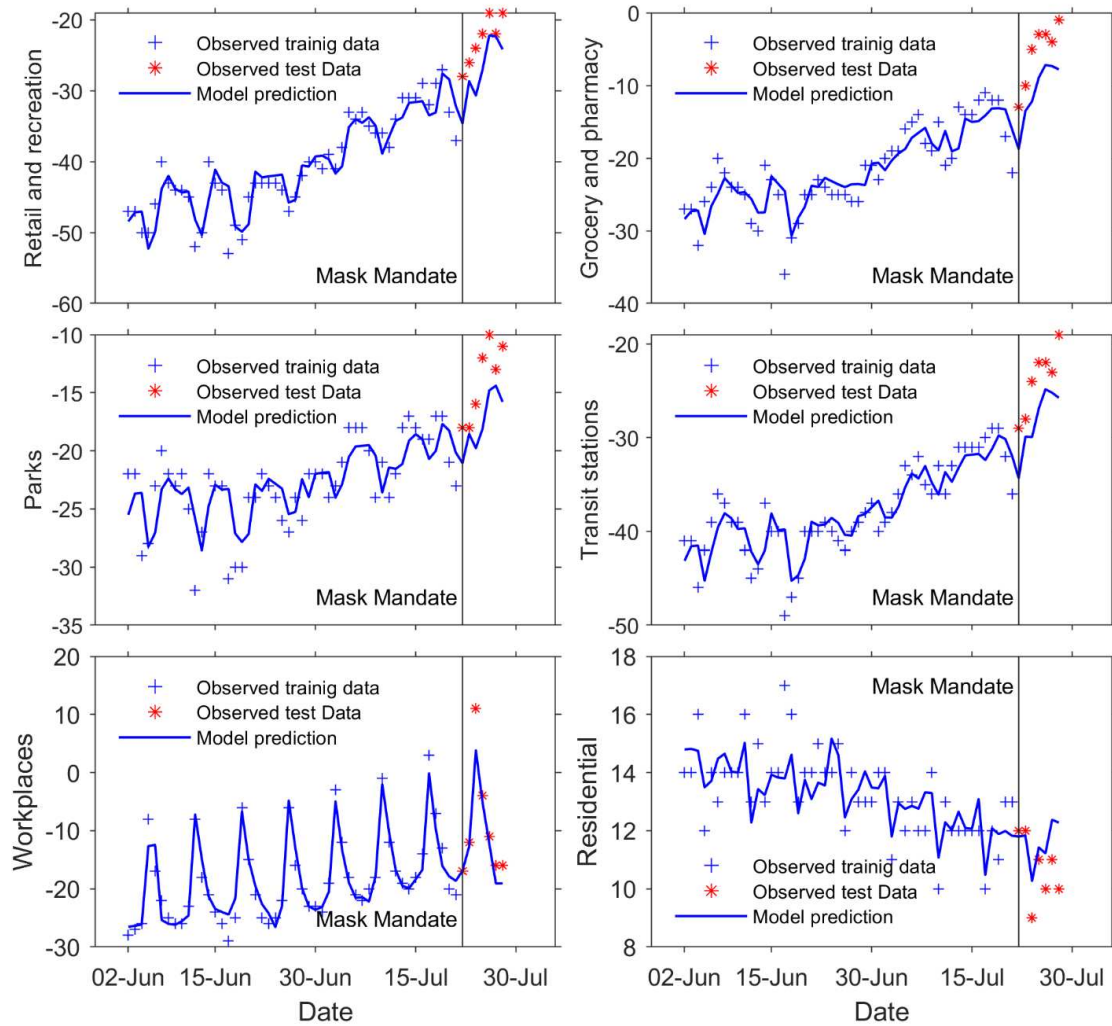 -20
-30
-40
-50
-60
Retail and recreation
Observed trainig data
Observed test Data
Model prediction
Mask Mandate
0
-10
-20
-30
-40
Grocery and pharmacy
Observed trainig data
Observed test Data
Model prediction
Mask Mandate
-10
-15
-20
-25
-30
-35
Parks
Observed trainig data
Observed test Data
Model prediction
Mask Mandate
-20
-30
-40
-50
Transit stations
Observed trainig data
Observed test Data
Model prediction
Mask Mandate
20
10
0
-10
-20
-30
Workplaces
Observed trainig data
Observed test Data
Model prediction
Mask Mandate
02-Jun 15-Jun 30-Jun 15-Jul 30-Jul
Date
18
16
14
12
10
8
Residential
Mask Mandate
Observed trainig data
Observed test Data
Model prediction
02-Jun 15-Jun 30-Jun 15-Jul 30-Jul
Date